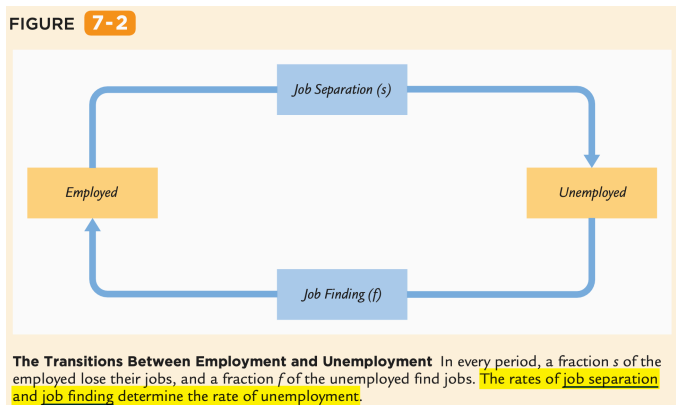 FIGURE 7-2
Job Separation (s)
Employed
Unemployed
Job Finding (f)
The Transitions Between Employment and Unemployment In every period, a fraction s of the
employed lose their jobs, and a fraction f of the unemployed find jobs. The rates of job separation
and job finding determine the rate of unemployment.